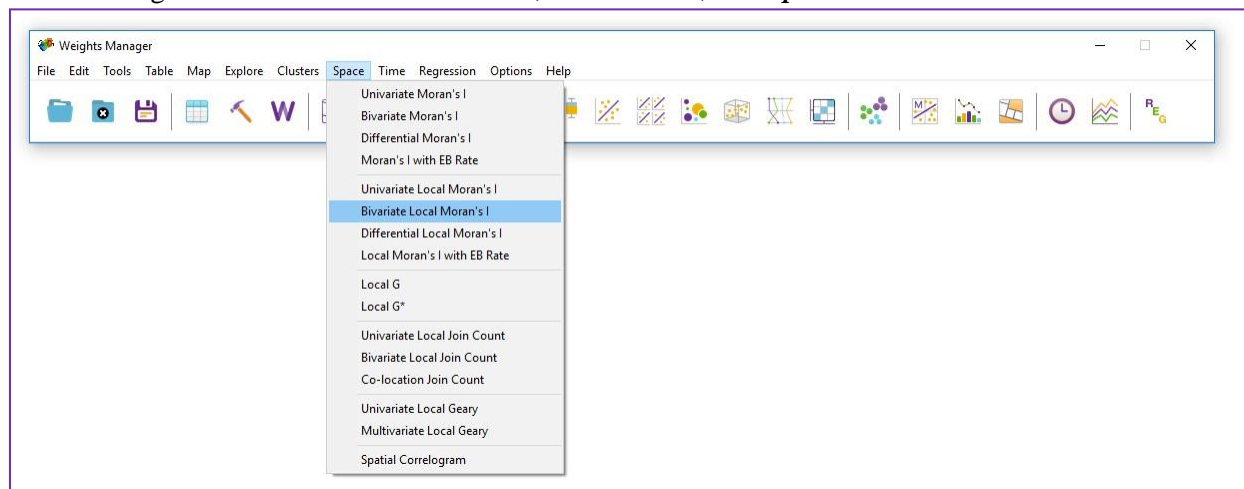 Weights Manager
File Edit Tools Table Map Explore Clusters Space Time Regression Options Help
W
M
R
E
G
Univariate Moran's I
Bivariate Moran's I
Differential Moran's I
Moran's I with EB Rate
Univariate Local Moran's I
Bivariate Local Moran's I
Differential Local Moran's I
Local Moran's I with EB Rate
Local G
Local G*
Univariate Local Join Count
Bivariate Local Join Count
Co-location Join Count
Univariate Local Geary
Multivariate Local Geary
Spatial Correlogram